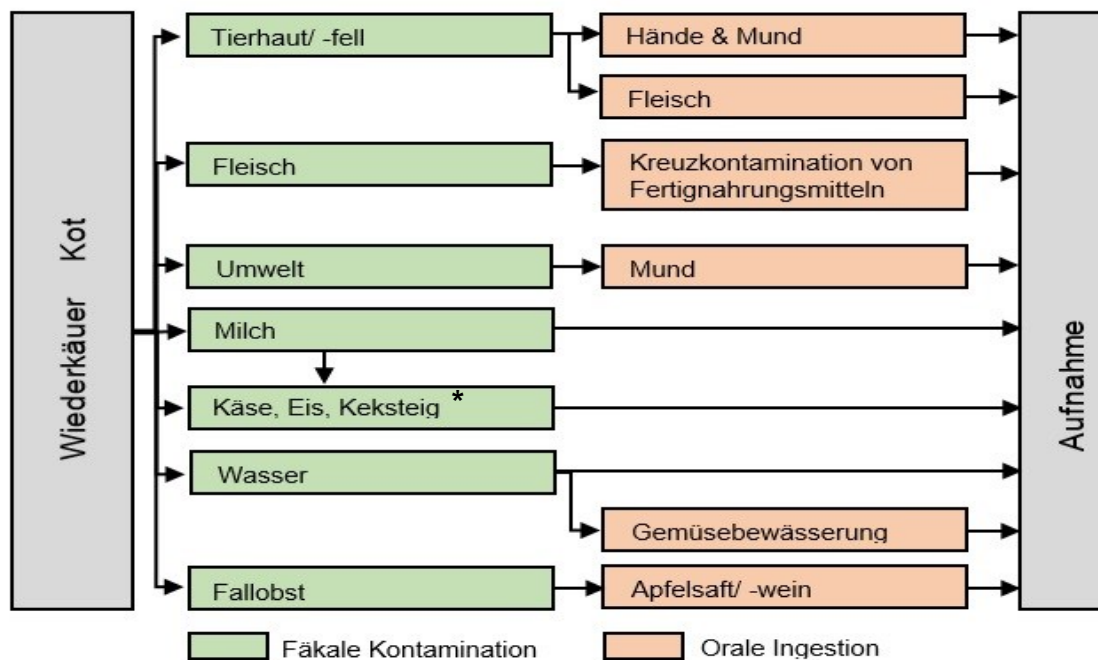 Wiederkäuer Kot
Tierhaut/ -fell
Hände & Mund
Fleisch
Fleisch
Kreuzkontamination von
Fertignahrungsmitteln
Umwelt
Mund
Milch
Käse, Eis, Keksteig *
Wasser
Gemüsebewässerung
Fallobst
Apfelsaft/ -wein
Aufnahme
Fäkale Kontamination
Orale Ingestion